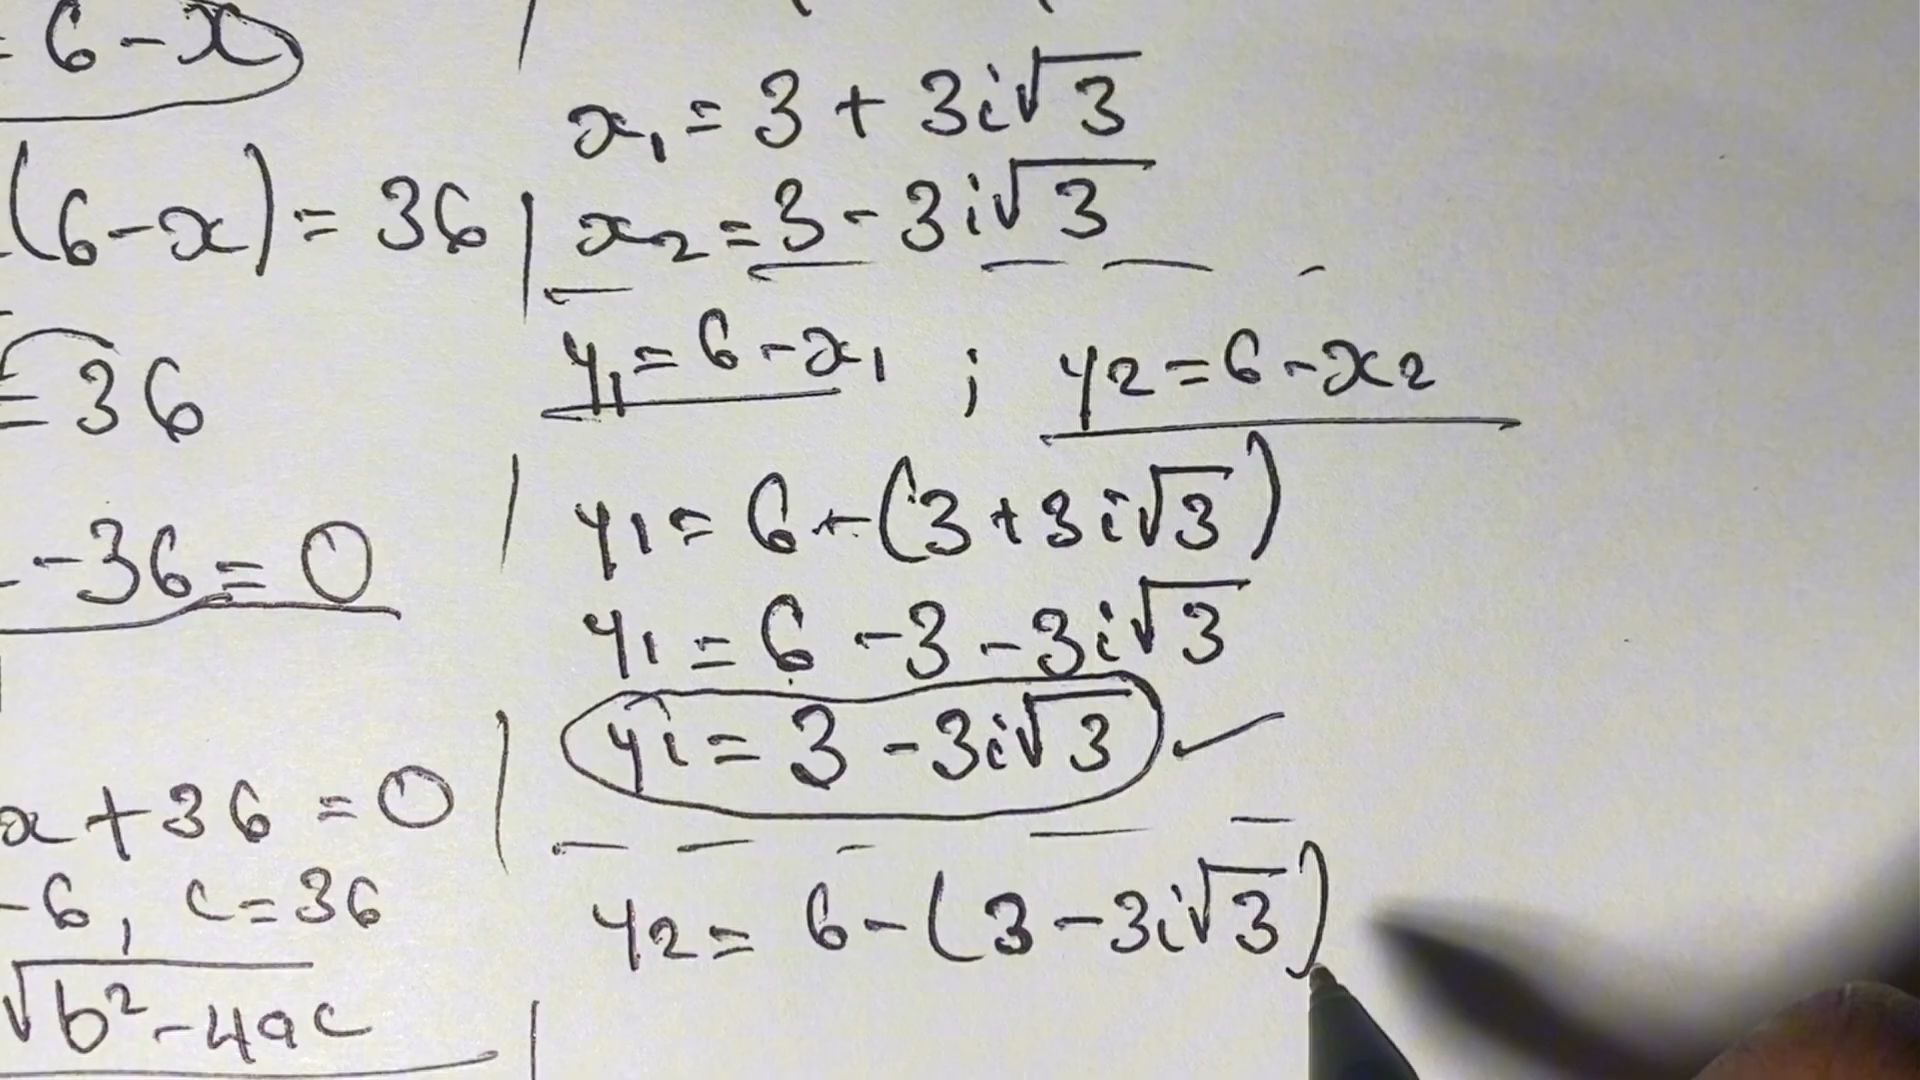 = 6 - x
(6-x) = 36
= 36
- -36 = 0
x + 36 = 0
-6, c = 36
√b² - 4ac
x₁ = 3 + 3i√3
x₂ = 3 - 3i√3
y₁ = 6 - x₁ ; y₂ = 6 - x₂
y₁ = 6 - (3 + 3i√3)
y₁ = 6 - 3 - 3i√3
y₁ = 3 - 3i√3 ✓
y₂ = 6 - (3 - 3i√3)